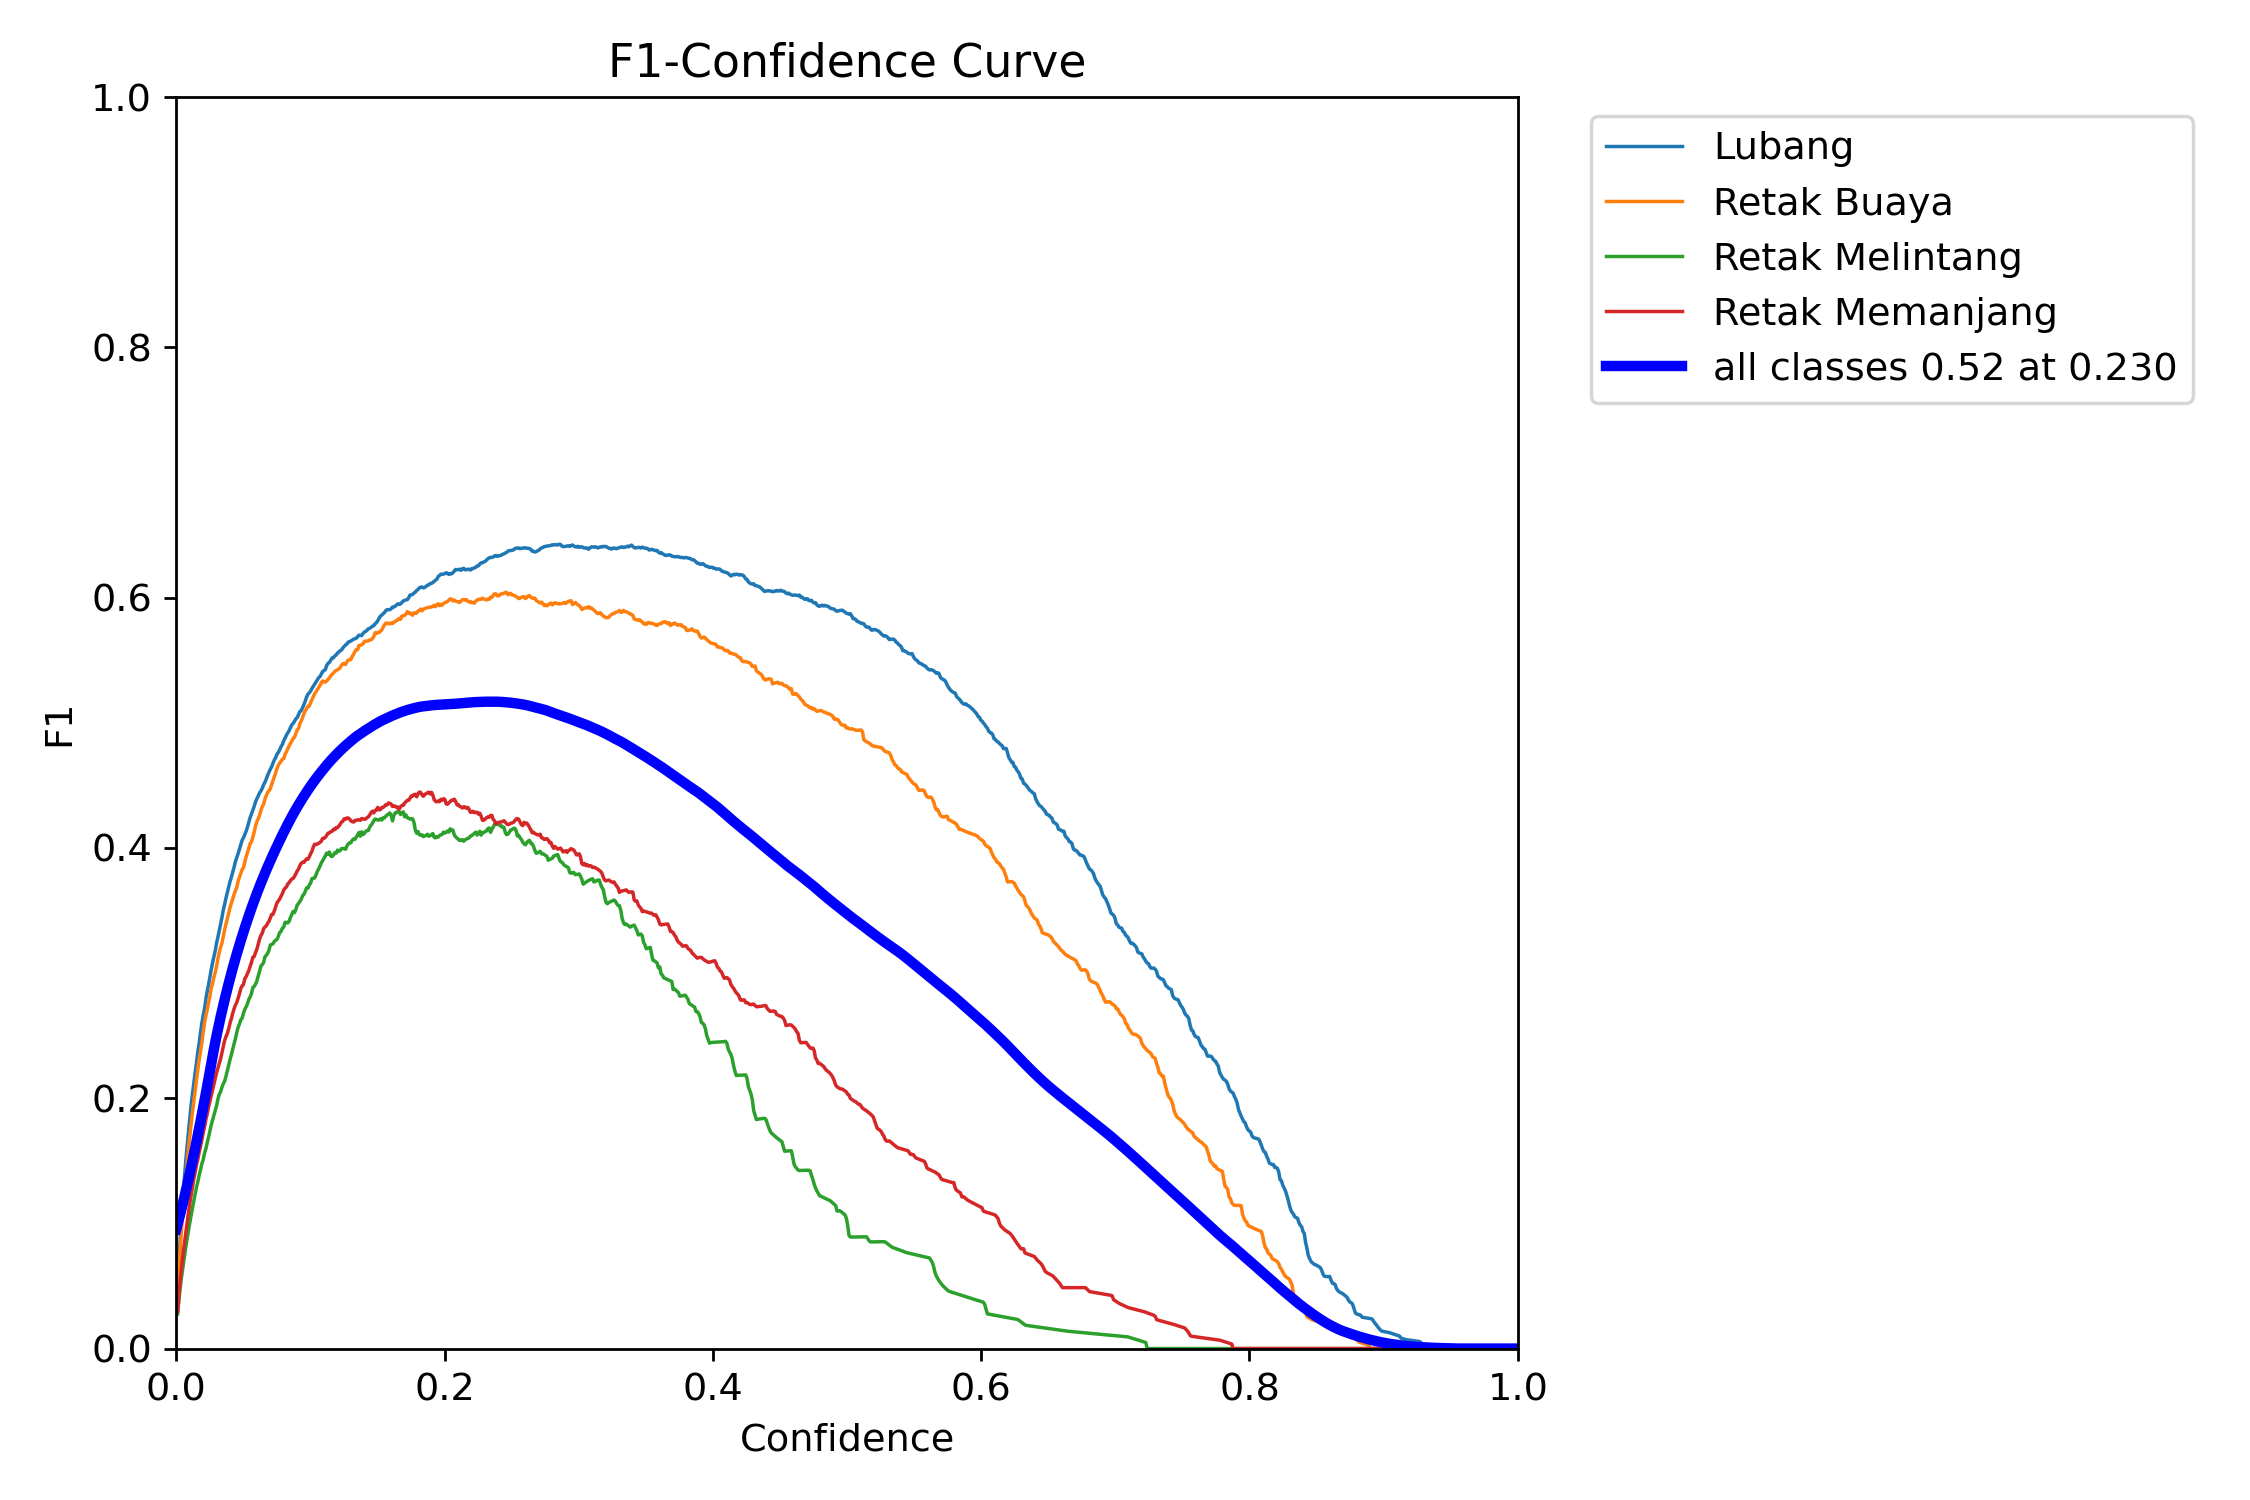 F1-Confidence Curve
1.0
0.8
0.6
0.4
0.2
0.0
F1
0.0 0.2 0.4 0.6 0.8 1.0
Confidence
Lubang
Retak Buaya
Retak Melintang
Retak Memanjang
all classes 0.52 at 0.230